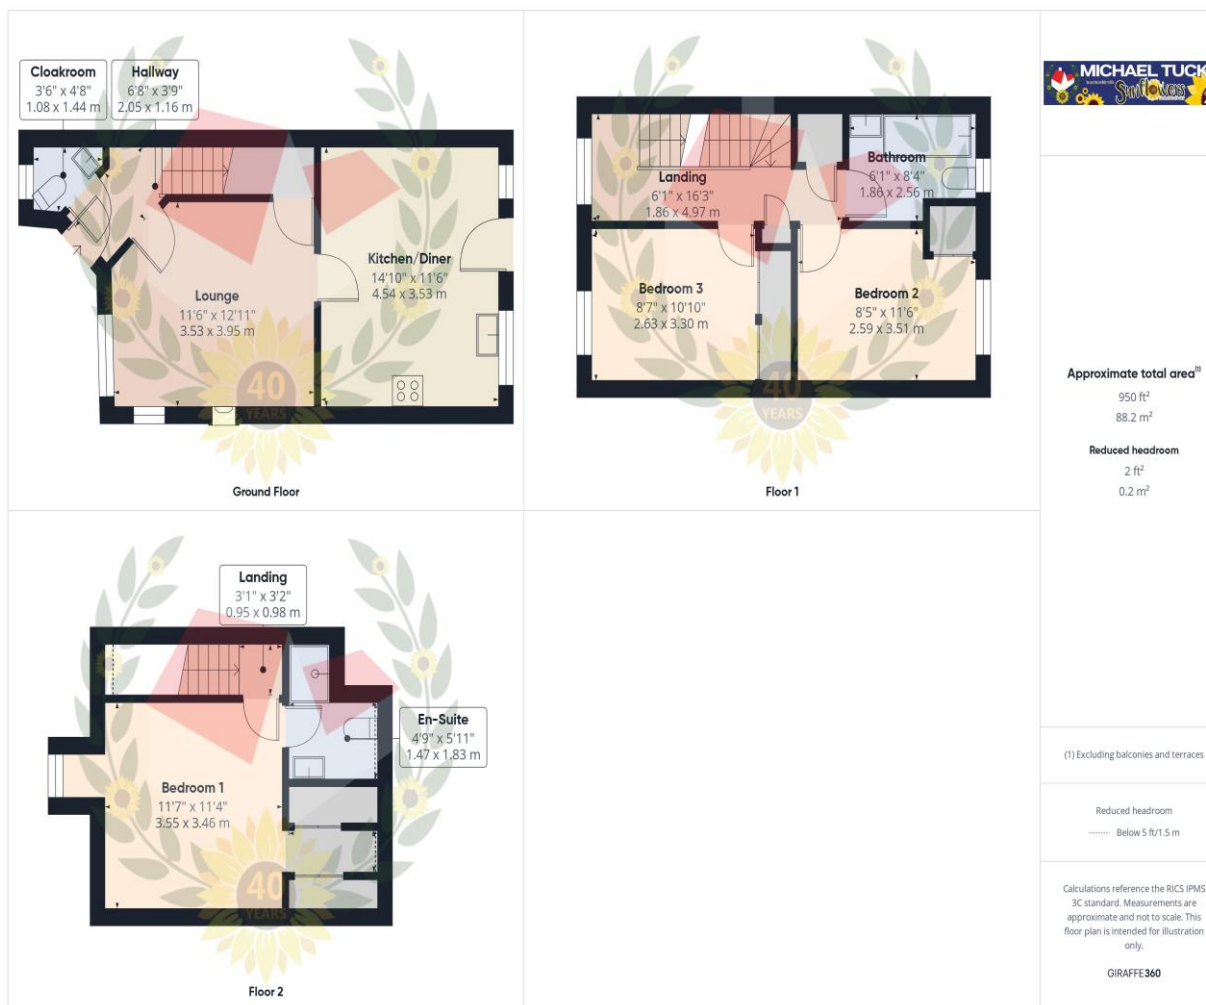 Cloakroom
3'6" x 4'8"
1.08 x 1.44 m
Hallway
6'8" x 3'9"
2.05 x 1.16 m
Lounge
11'6" x 12'11"
3.53 x 3.95 m
Kitchen/Diner
14'10" x 11'6"
4.54 x 3.53 m
40
YEARS
Ground Floor
Landing
6'1" x 16'3"
1.86 x 4.97 m
Bathroom
6'1" x 8'4"
1.86 x 2.56 m
Bedroom 3
8'7" x 10'10"
2.63 x 3.30 m
Bedroom 2
8'5" x 11'6"
2.59 x 3.51 m
40
YEARS
Floor 1
Landing
3'1" x 3'2"
0.95 x 0.98 m
En-Suite
4'9" x 5'11"
1.47 x 1.83 m
Bedroom 1
11'7" x 11'4"
3.55 x 3.46 m
40
YEARS
Floor 2
MICHAEL TUCK
Sunflowers
Approximate total area(1)
950 ft²
88.2 m²
Reduced headroom
2 ft²
0.2 m²
(1) Excluding balconies and terraces
Reduced headroom
Below 5 ft/1.5 m
Calculations reference the RICS IPMS
3C standard. Measurements are
approximate and not to scale. This
floor plan is intended for illustration
only.
GIRAFFE360